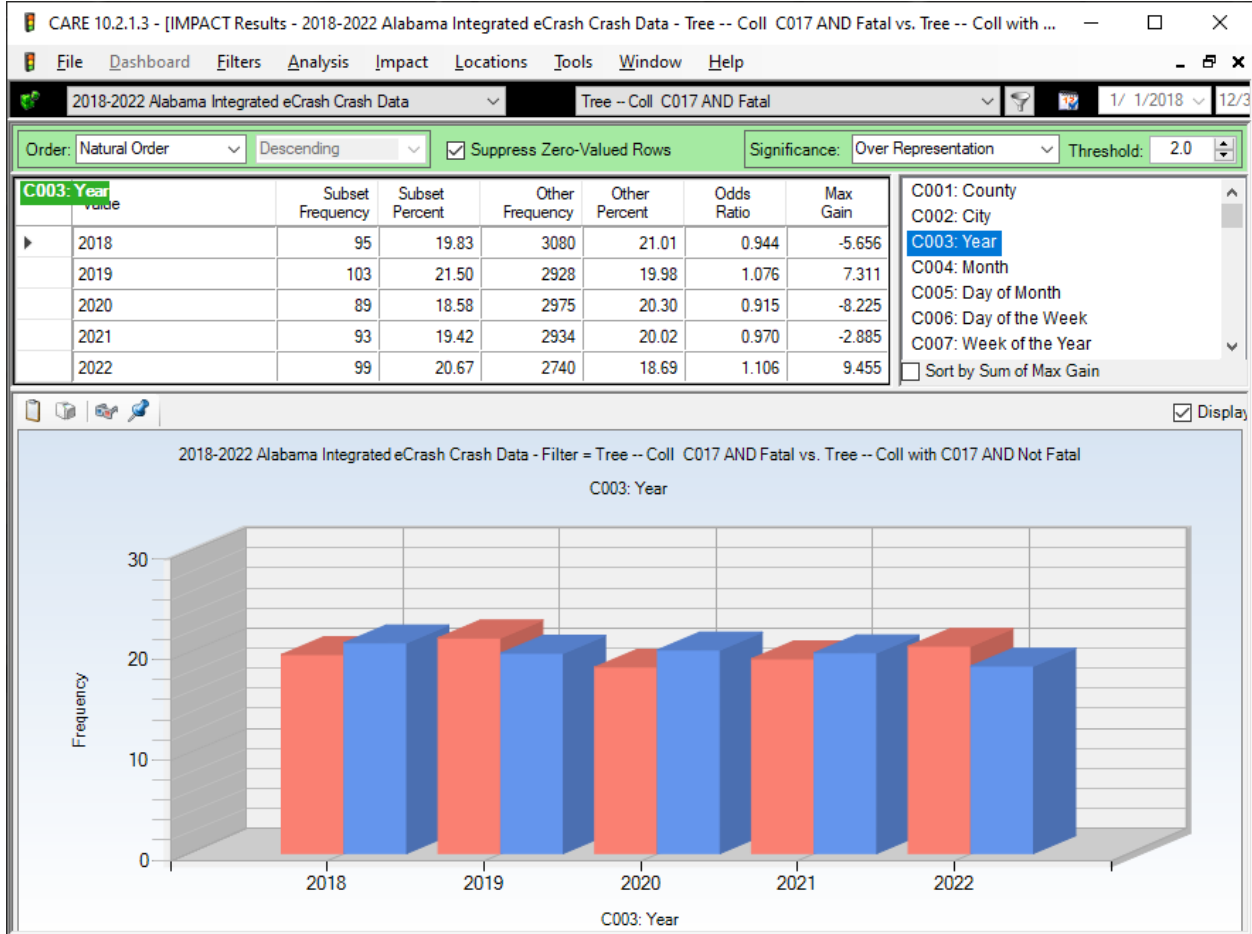 CARE 10.2.1.3 - [IMPACT Results - 2018-2022 Alabama Integrated eCrash Crash Data - Tree -- Coll C017 AND Fatal vs. Tree -- Coll with ...
File Dashboard Filters Analysis Impact Locations Tools Window Help
2018-2022 Alabama Integrated eCrash Crash Data Tree -- Coll C017 AND Fatal 1/ 1/2018 12/3
Order: Natural Order Descending Suppress Zero-Valued Rows Significance: Over Representation Threshold: 2.0
C003: Year
Value Subset Frequency Subset Percent Other Frequency Other Percent Odds Ratio Max Gain
2018 95 19.83 3080 21.01 0.944 -5.656
2019 103 21.50 2928 19.98 1.076 7.311
2020 89 18.58 2975 20.30 0.915 -8.225
2021 93 19.42 2934 20.02 0.970 -2.885
2022 99 20.67 2740 18.69 1.106 9.455
C001: County
C002: City
C003: Year
C004: Month
C005: Day of Month
C006: Day of the Week
C007: Week of the Year
Sort by Sum of Max Gain
Display
2018-2022 Alabama Integrated eCrash Crash Data - Filter = Tree -- Coll C017 AND Fatal vs. Tree -- Coll with C017 AND Not Fatal
C003: Year
30
20
10
0
Frequency
2018 2019 2020 2021 2022
C003: Year